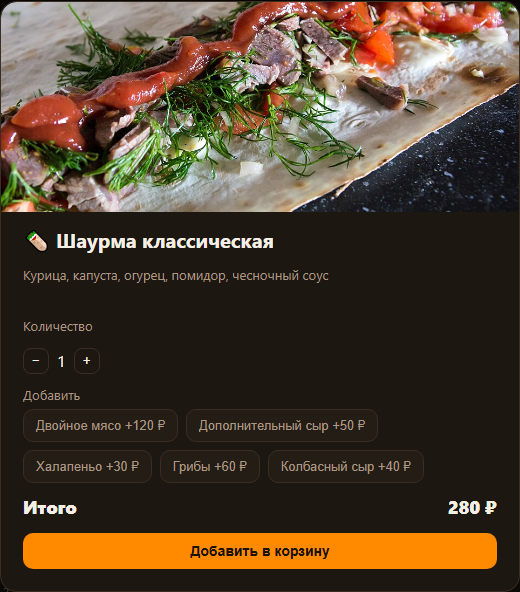 Шаурма классическая
Курица, капуста, огурец, помидор, чесночный соус
Количество
− 1 +
Добавить
Двойное мясо +120 ₽ Дополнительный сыр +50 ₽
Халапеньо +30 ₽ Грибы +60 ₽ Колбасный сыр +40 ₽
Итого 280 ₽
Добавить в корзину